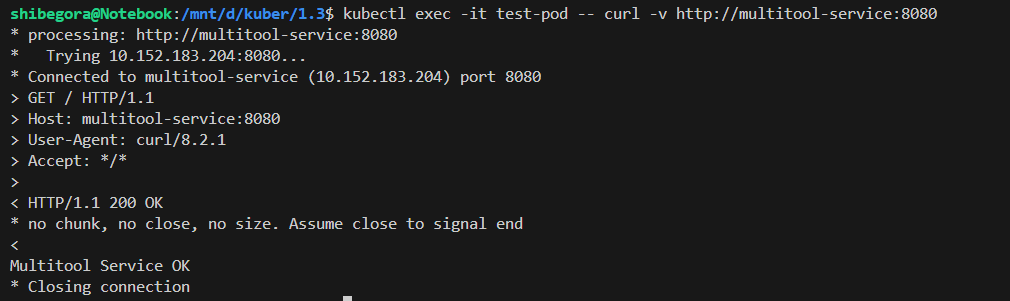 shibegora@Notebook:/mnt/d/kuber/1.3$ kubectl exec -it test-pod -- curl -v http://multitool-service:8080
* processing: http://multitool-service:8080
*   Trying 10.152.183.204:8080...
* Connected to multitool-service (10.152.183.204) port 8080
> GET / HTTP/1.1
> Host: multitool-service:8080
> User-Agent: curl/8.2.1
> Accept: */*
>
< HTTP/1.1 200 OK
* no chunk, no close, no size. Assume close to signal end
<
Multitool Service OK
* Closing connection